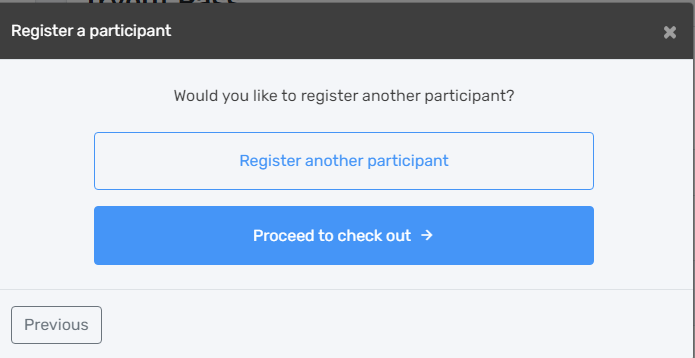 Register a participant
Would you like to register another participant?
Register another participant
Proceed to check out →
Previous